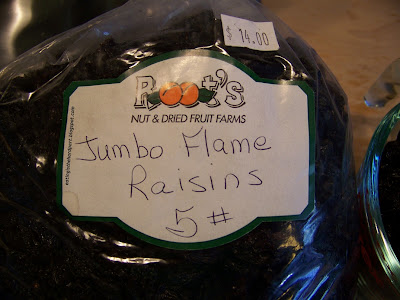 $ 14.00
Root's
NUT & DRIED FRUIT FARMS
Jumbo Flame
Raisins
5#